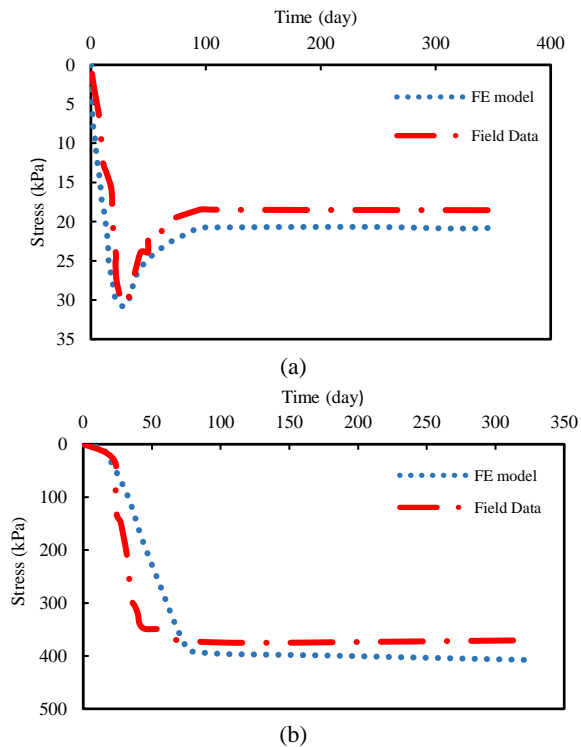 Time (day)
0 100 200 300 400
0
5
10
15
20
25
30
35
Stress (kPa)
FE model
Field Data
(a)
Time (day)
0 50 100 150 200 250 300 350
0
100
200
300
400
500
Stress (kPa)
FE model
Field Data
(b)